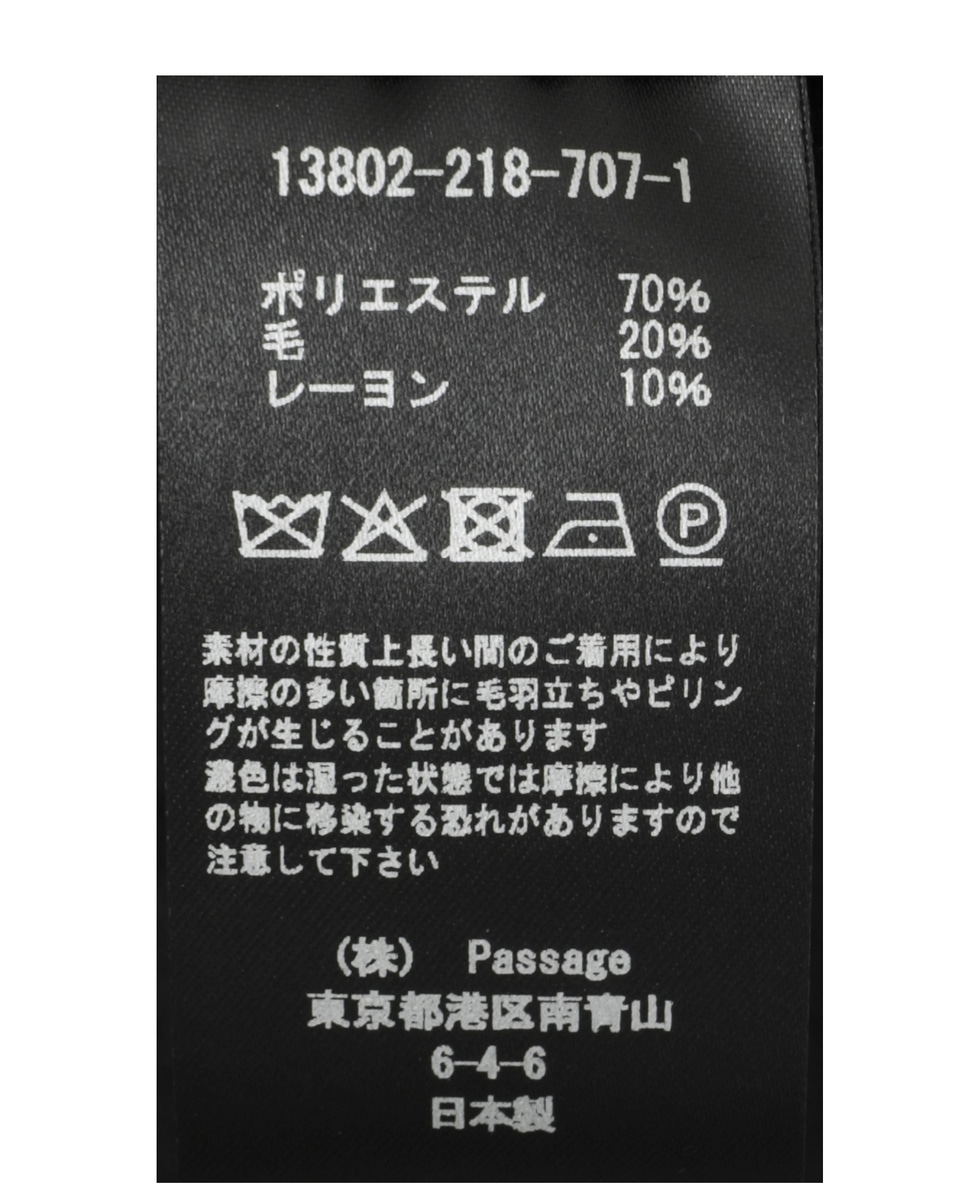 13802-218-707-1
ポリエステル 70%
毛 20%
レーヨン 10%
P
素材の性質上長い間のご着用により
摩擦の多い箇所に毛羽立ちやピリン
グが生じることがあります
濃色は湿った状態では摩擦により他
の物に移染する恐れがありますので
注意して下さい
(株) Passage
東京都港区南青山
6-4-6
日本製